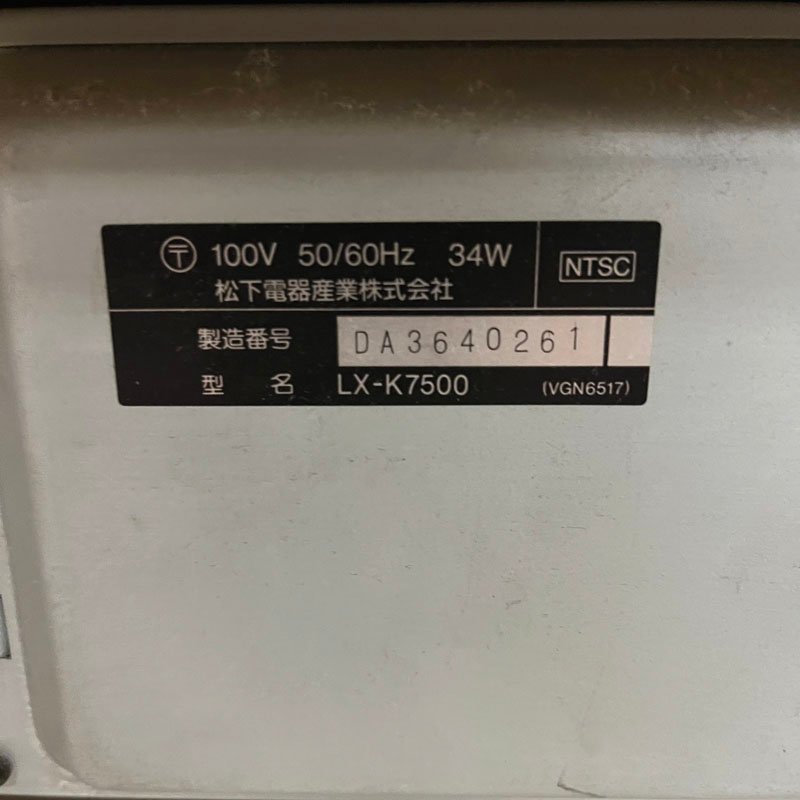 〒 100V 50/60Hz 34W
松下電器産業株式会社
NTSC
製造番号 DA3640261
型名 LX-K7500 (VGN6517)